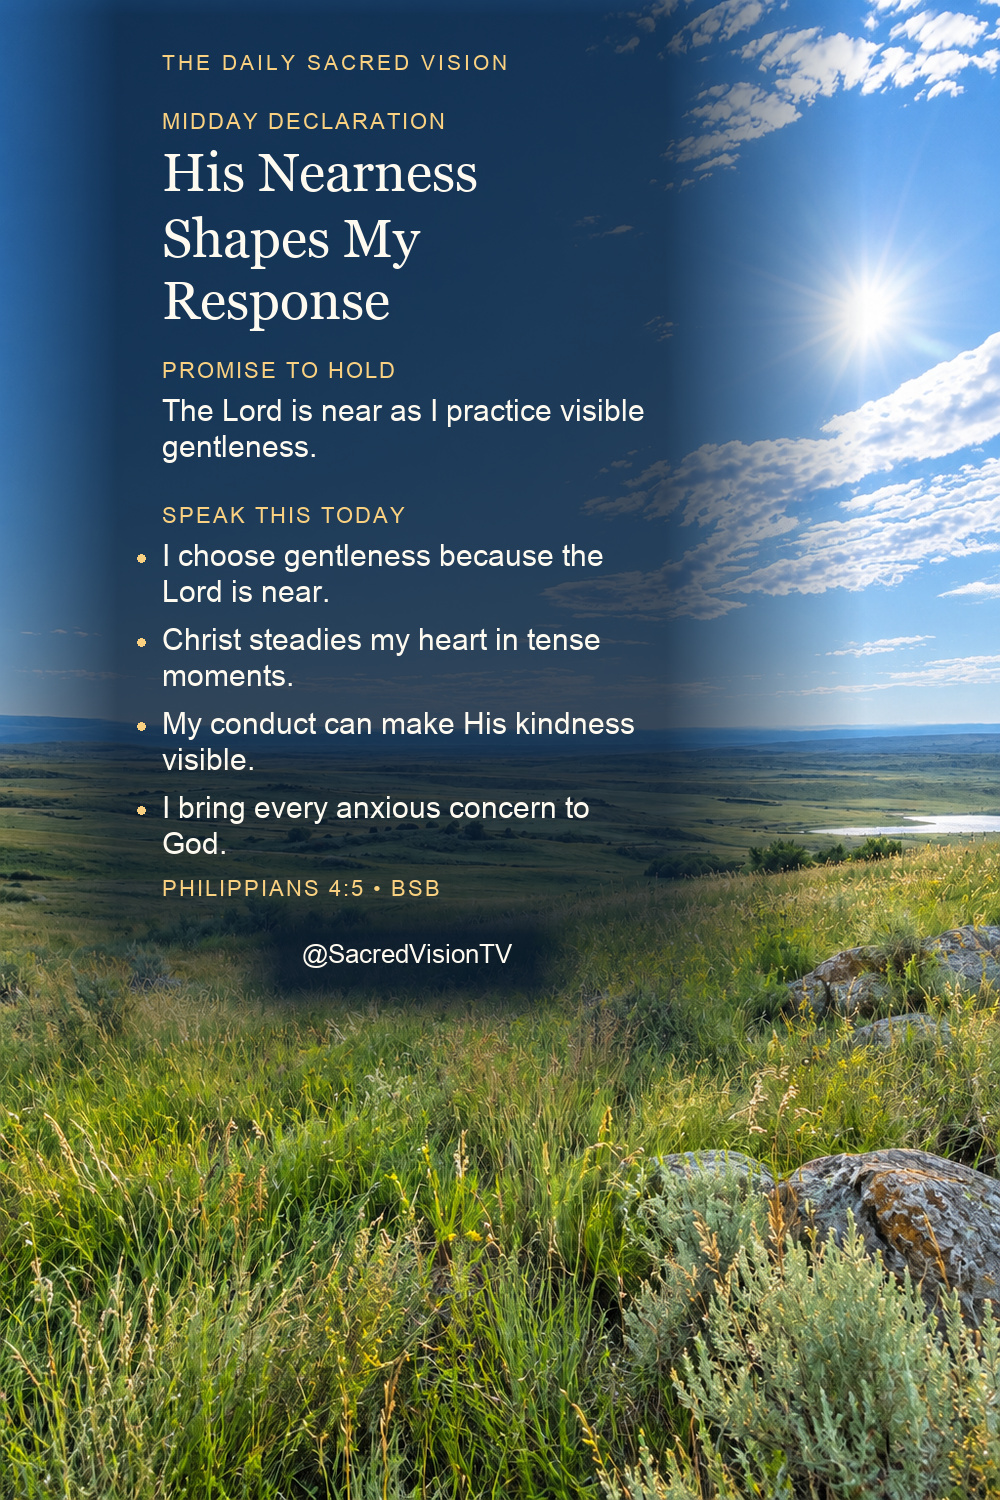 THE DAILY SACRED VISION
MIDDAY DECLARATION
His Nearness
Shapes My
Response
PROMISE TO HOLD
The Lord is near as I practice visible
gentleness.
SPEAK THIS TODAY
• I choose gentleness because the
Lord is near.
• Christ steadies my heart in tense
moments.
• My conduct can make His kindness
visible.
• I bring every anxious concern to
God.
PHILIPPIANS 4:5 • BSB
@SacredVisionTV